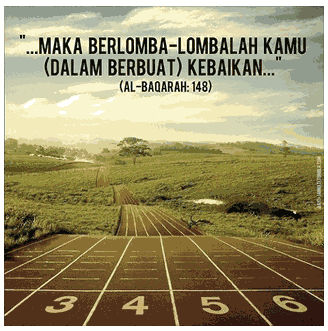 "...MAKA BERLOMBA-LOMBALAH KAMU
(DALAM BERBUAT) KEBAIKAN..."
(AL-BAQARAH: 148)
3 4 5 6